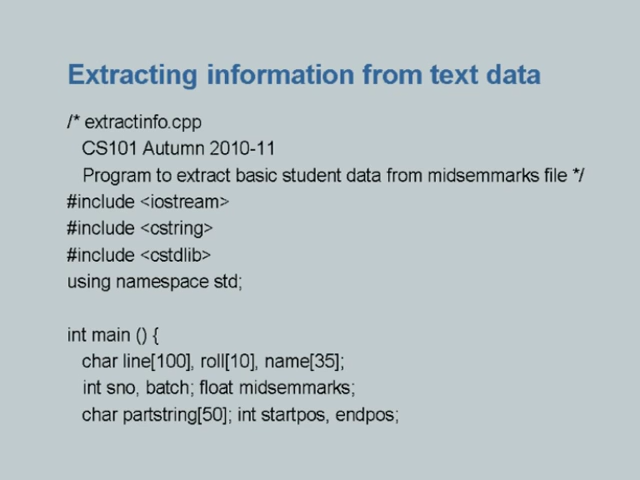 Extracting information from text data
/* extractinfo.cpp
CS101 Autumn 2010-11
Program to extract basic student data from midsemmarks file */
#include <iostream>
#include <cstring>
#include <cstdlib>
using namespace std;
int main () {
char line[100], roll[10], name[35];
int sno, batch; float midsemmarks;
char partstring[50]; int startpos, endpos;